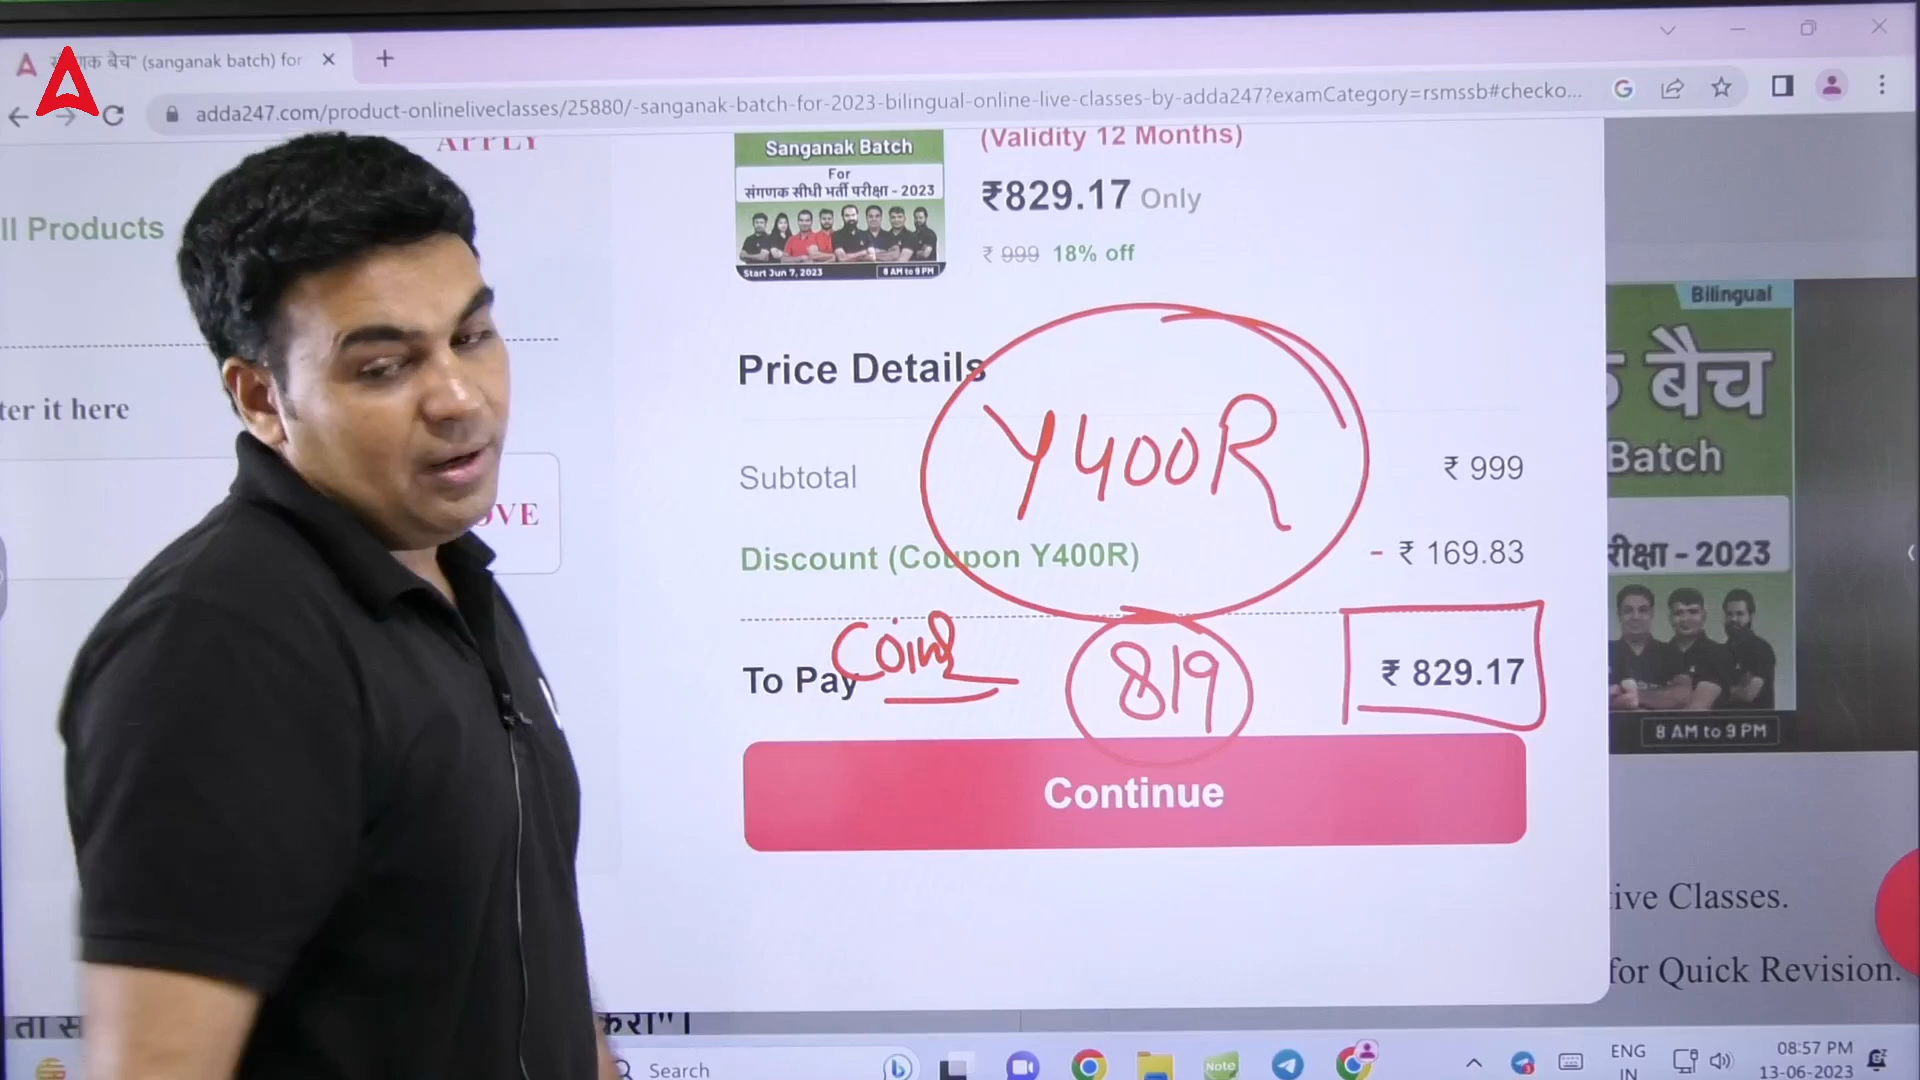 बैच" (sanganak batch) for
adda247.com/product-onlineliveclasses/25880/-sanganak-batch-for-2023-bilingual-online-live-classes-by-adda247?examCategory=rsmssb#checko...
APPLY
ll Products
ter it here
OVE
Sanganak Batch
For
संगणक सीधी भर्ती परीक्षा - 2023
Start Jun 7, 2023
8 AM to 9 PM
(Validity 12 Months)
₹829.17 Only
₹ 999 18% off
Price Details
Y400R
Subtotal
₹ 999
Discount (Coupon Y400R)
- ₹ 169.83
Coin
To Pay
819
₹ 829.17
Continue
Bilingual
बैच
Batch
रीक्षा - 2023
8 AM to 9 PM
ive Classes.
for Quick Revision.
Search
Note
ENG
IN
08:57 PM
13-06-2023